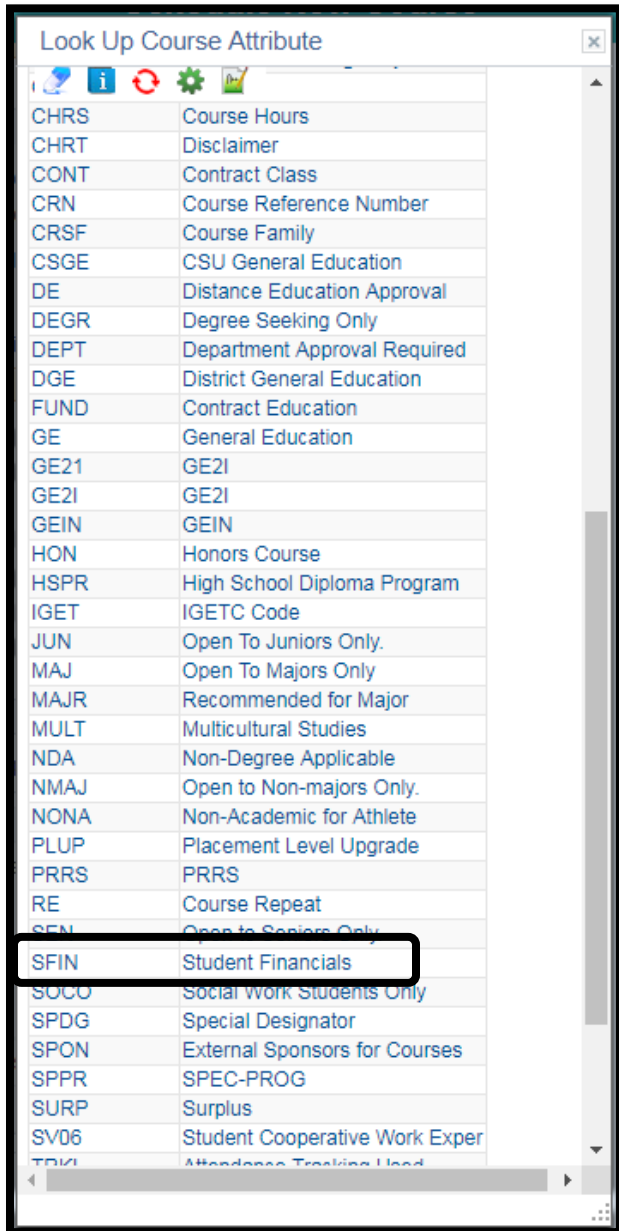 Look Up Course Attribute
CHRS Course Hours
CHRT Disclaimer
CONT Contract Class
CRN Course Reference Number
CRSF Course Family
CSGE CSU General Education
DE Distance Education Approval
DEGR Degree Seeking Only
DEPT Department Approval Required
DGE District General Education
FUND Contract Education
GE General Education
GE21 GE2I
GE2I GE2I
GEIN GEIN
HON Honors Course
HSPR High School Diploma Program
IGET IGETC Code
JUN Open To Juniors Only.
MAJ Open To Majors Only
MAJR Recommended for Major
MULT Multicultural Studies
NDA Non-Degree Applicable
NMAJ Open to Non-majors Only.
NONA Non-Academic for Athlete
PLUP Placement Level Upgrade
PRRS PRRS
RE Course Repeat
SEN Open to Seniors Only
SFIN Student Financials
SOCO Social Work Students Only
SPDG Special Designator
SPON External Sponsors for Courses
SPPR SPEC-PROG
SURP Surplus
SV06 Student Cooperative Work Exper
Attendance Tracking Used